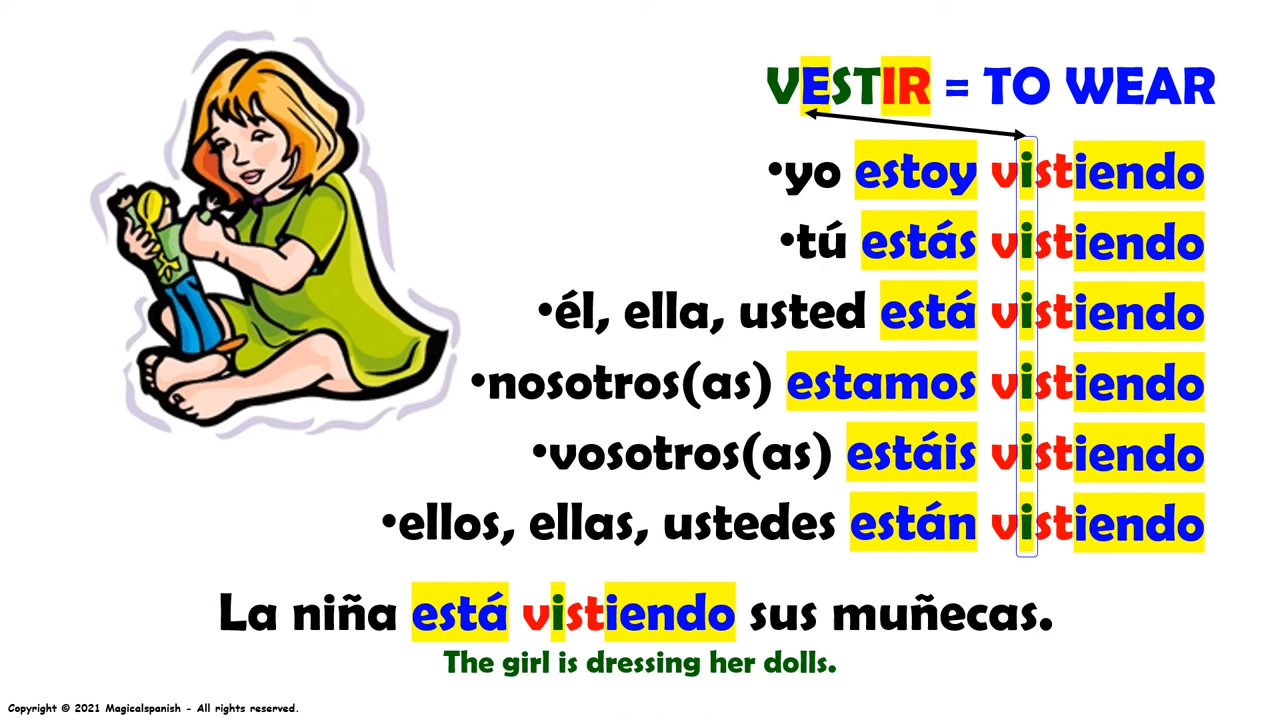 VESTIR = TO WEAR
•yo estoy vistiendo
•tú estás vistiendo
•él, ella, usted está vistiendo
•nosotros(as) estamos vistiendo
•vosotros(as) estáis vistiendo
•ellos, ellas, ustedes están vistiendo
La niña está vistiendo sus muñecas.
The girl is dressing her dolls.
Copyright © 2021 Magicalspanish - All rights reserved.